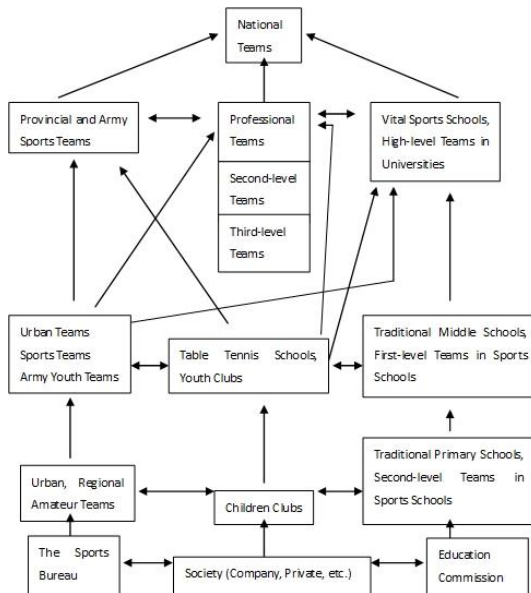 National
Teams
Provincial and Army
Sports Teams
Professional
Teams
Second-level
Teams
Third-level
Teams
Vital Sports Schools,
High-level Teams in
Universities
Urban Teams
Sports Teams
Army Youth Teams
Table Tennis Schools,
Youth Clubs
Traditional Middle Schools,
First-level Teams in Sports
Schools
Urban, Regional
Amateur Teams
Children Clubs
Traditional Primary Schools,
Second-level Teams in
Sports Schools
The Sports
Bureau
Society (Company, Private, etc.)
Education
Commission